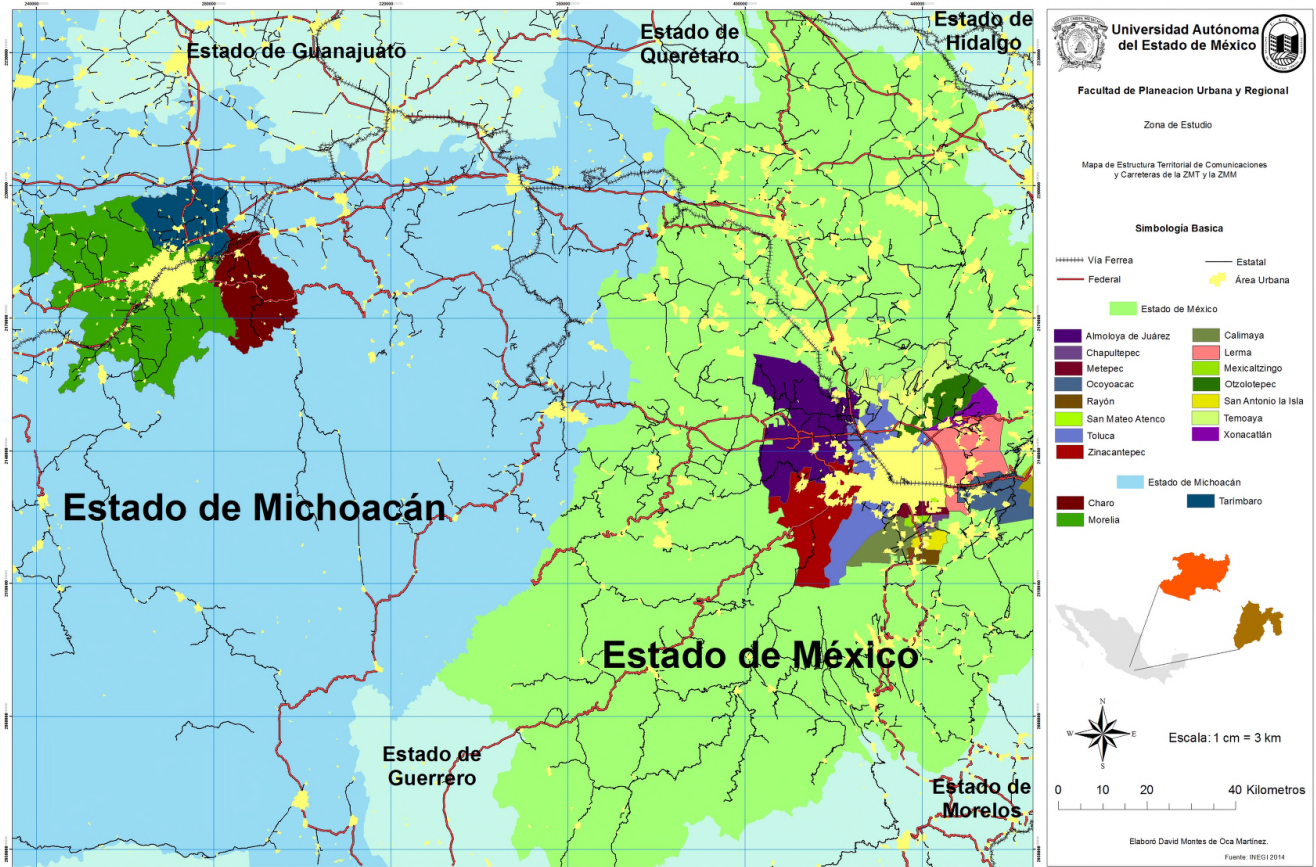 Estado de Guanajuato
Estado de
Querétaro
Estado de
Hidalgo
Estado de Michoacán
Estado de México
Estado de
Guerrero
Estado de
Morelos
Universidad Autónoma
del Estado de México
Facultad de Planeacion Urbana y Regional
Zona de Estudio
Mapa de Estructura Territorial de Comunicaciones
y Carreteras de la ZMT y la ZMM
Simbología Basica
Vía Ferrea
Estatal
Federal
Área Urbana
Estado de México
Almoloya de Juárez
Calimaya
Chapultepec
Lerma
Metepec
Mexicaltzingo
Ocoyoacac
Otzolotepec
Rayón
San Antonio la Isla
San Mateo Atenco
Temoaya
Toluca
Xonacatlán
Zinacantepec
Estado de Michoacán
Charo
Tarimbaro
Morelia
N
W E
S
Escala: 1 cm = 3 km
0 10 20 40 Kilometros
Elaboró David Montes de Oca Martínez.
Fuente: INEGI 2014